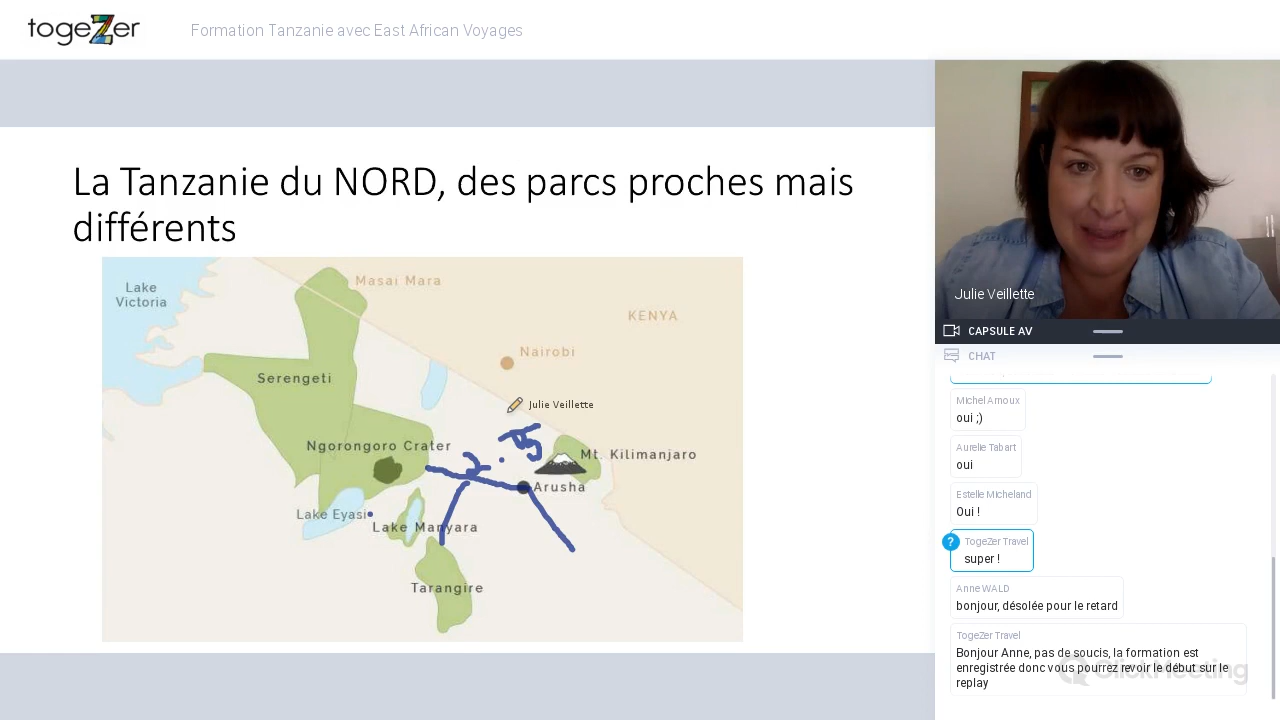 togeZer
Formation Tanzanie avec East African Voyages
La Tanzanie du NORD, des parcs proches mais
différents
Lake
Victoria
Masai Mara
KENYA
Nairobi
Serengeti
Julie Veillette
Ngorongoro Crater
Mt. Kilimanjaro
Arusha
Lake Eyasi
Lake Manyara
Tarangire
Julie Veillette
CAPSULE AV
CHAT
Michel Arnoux
oui ;)
Aurelie Tabart
oui
Estelle Micheland
Oui !
?
TogeZer Travel
super !
Anne WALD
bonjour, désolée pour le retard
TogeZer Travel
Bonjour Anne, pas de soucis, la formation est
enregistrée donc vous pourrez revoir le début sur le
replay
ClickMeeting